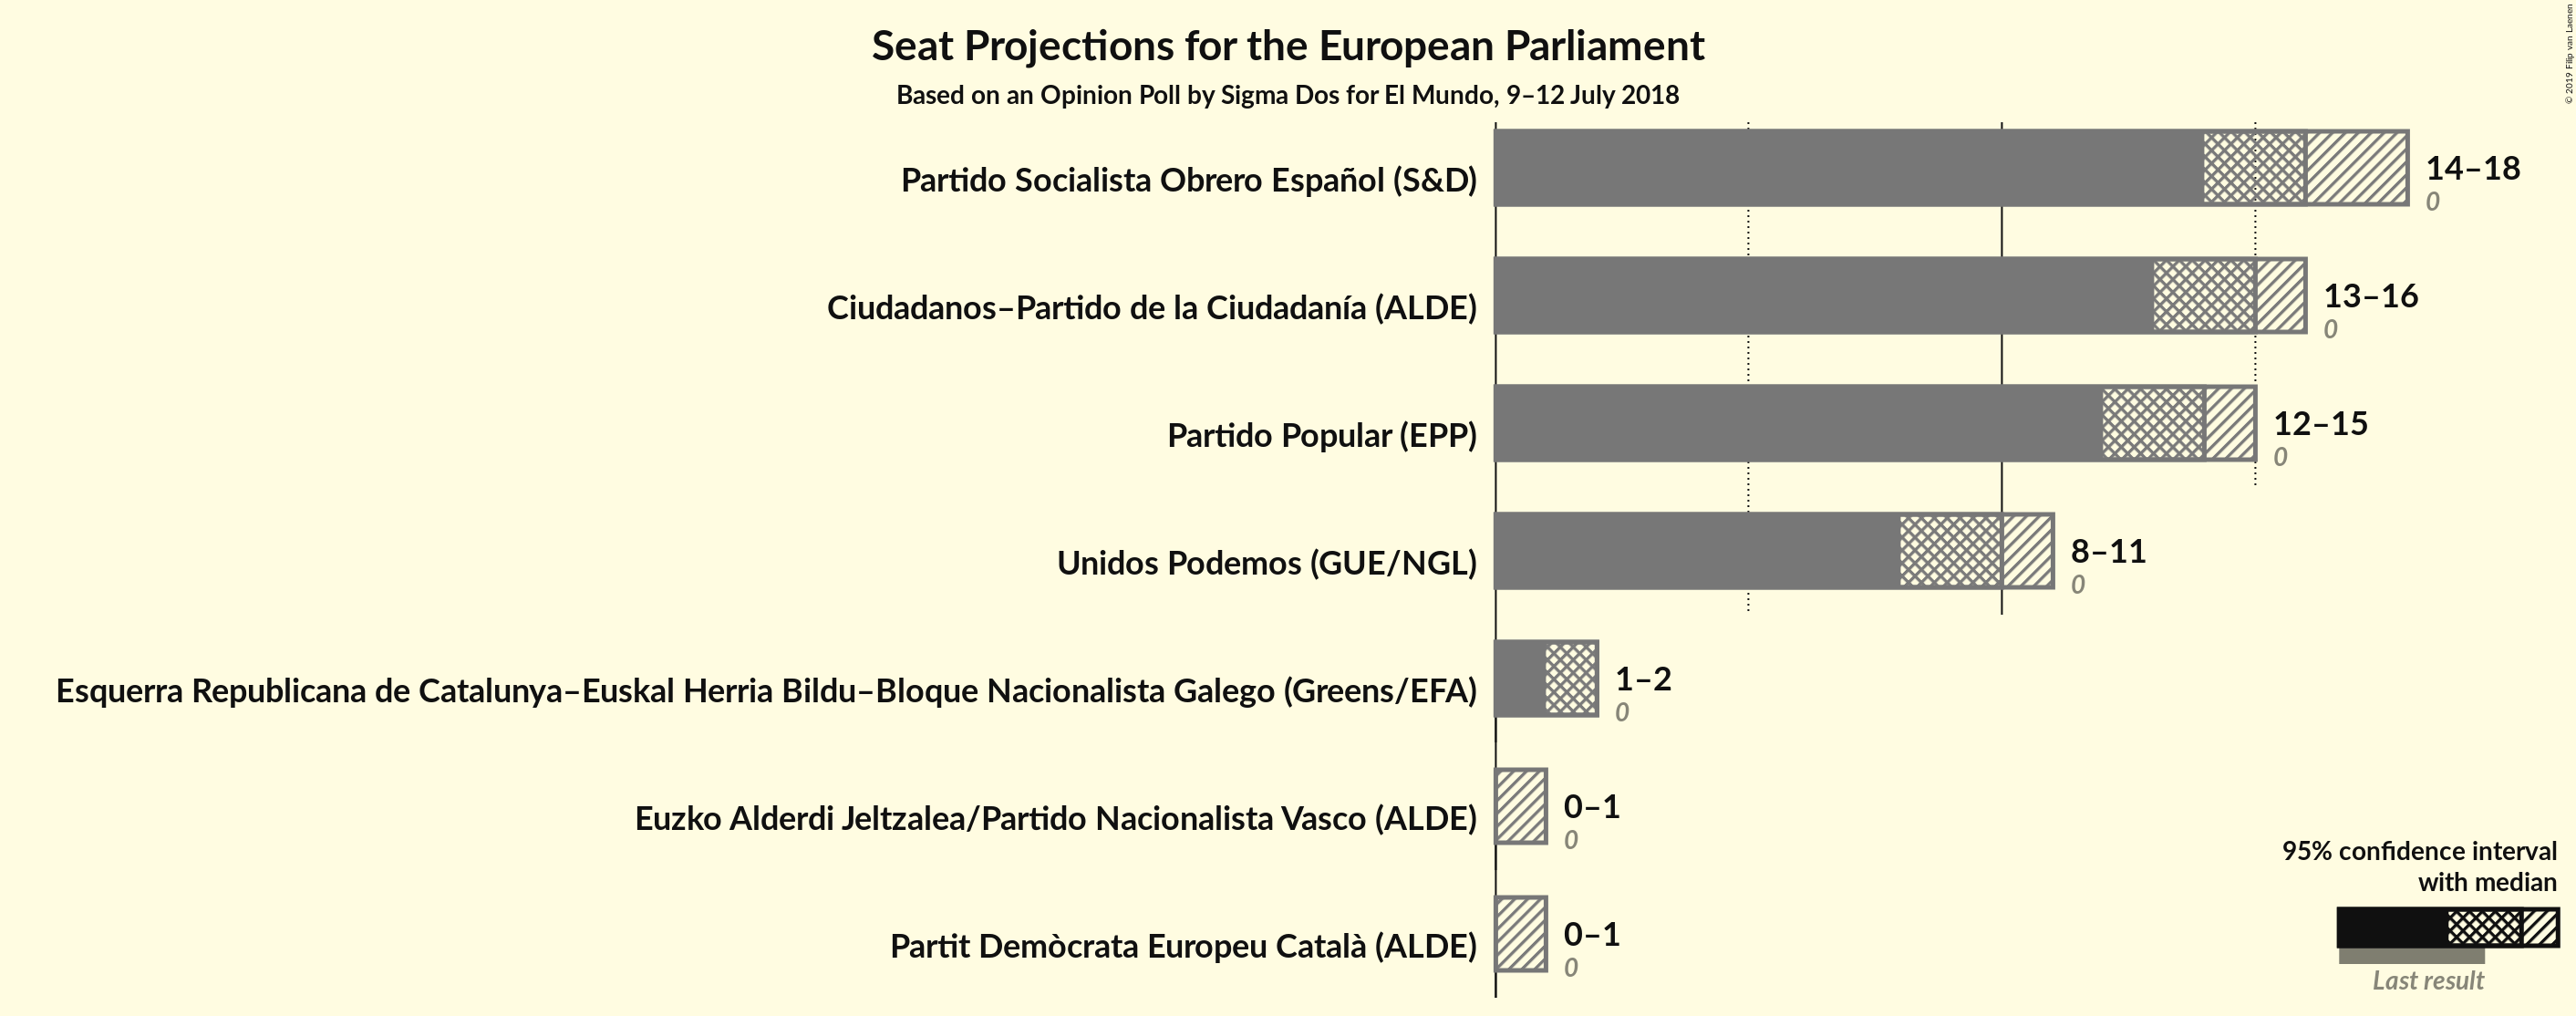 Seat Projections for the European Parliament
Based on an Opinion Poll by Sigma Dos for El Mundo, 9–12 July 2018
© 2019 Filip van Laenen
Partido Socialista Obrero Español (S&D)
14–18
0
Ciudadanos–Partido de la Ciudadanía (ALDE)
13–16
0
Partido Popular (EPP)
12–15
0
Unidos Podemos (GUE/NGL)
8–11
0
Esquerra Republicana de Catalunya–Euskal Herria Bildu–Bloque Nacionalista Galego (Greens/EFA)
1–2
0
Euzko Alderdi Jeltzalea/Partido Nacionalista Vasco (ALDE)
0–1
0
Partit Demòcrata Europeu Català (ALDE)
0–1
0
95% confidence interval
with median
Last result